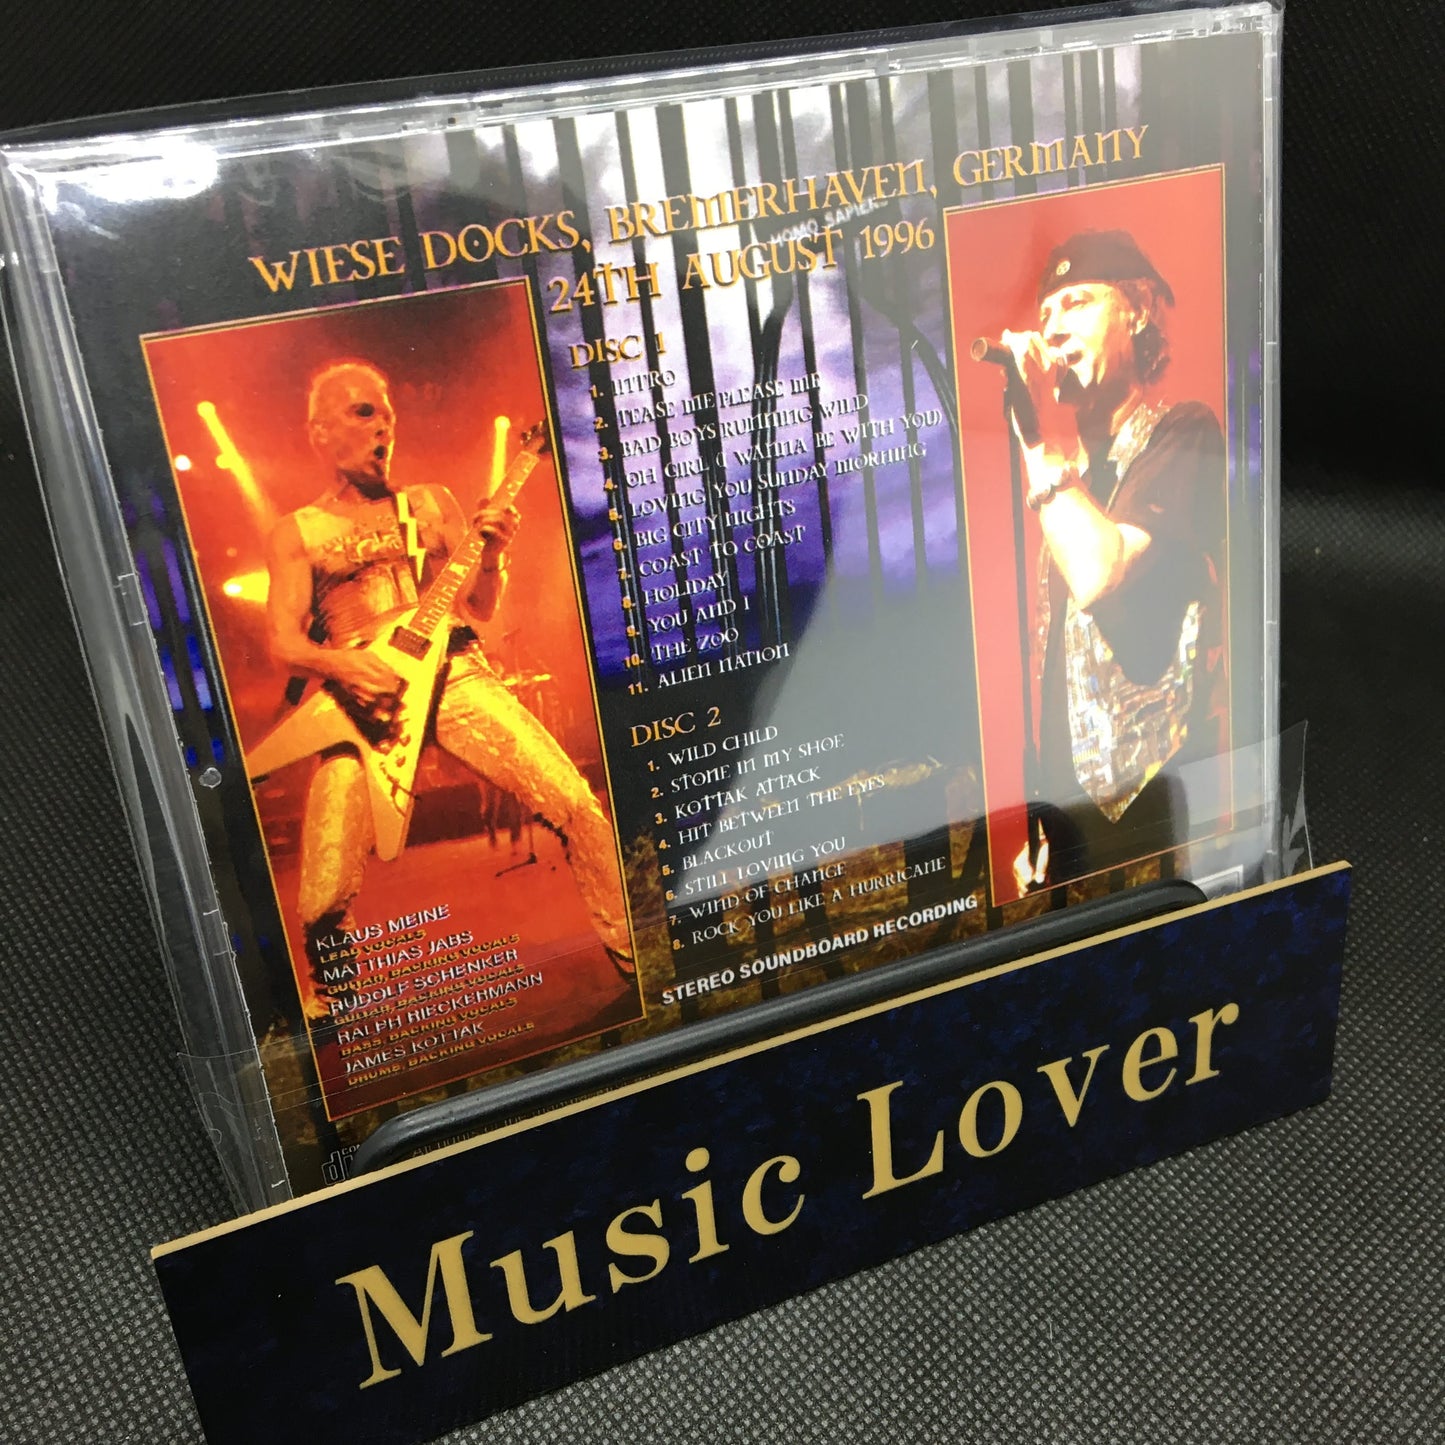 WIESE DOCKS, BREMERHAVEN, GERMANY
24TH AUGUST 1996
HOMO SAPIENS
DISC 1
1. INTRO
2. TEASE ME PLEASE ME
3. BAD BOYS RUNNING WILD
4. OH GIRL (I WANNA BE WITH YOU)
5. LOVING YOU SUNDAY MORNING
6. BIG CITY NIGHTS
7. COAST TO COAST
8. HOLIDAY
9. YOU AND I
10. THE ZOO
11. ALIEN NATION
DISC 2
1. WILD CHILD
2. STONE IN MY SHOE
3. KOTTAK ATTACK
4. HIT BETWEEN THE EYES
5. BLACKOUT
6. STILL LOVING YOU
7. WIND OF CHANGE
8. ROCK YOU LIKE A HURRICANE
STEREO SOUNDBOARD RECORDING
KLAUS MEINE
LEAD VOCALS
MATTHIAS JABS
GUITAR, BACKING VOCALS
RUDOLF SCHENKER
GUITAR, BACKING VOCALS
RALPH RIECKERMANN
BASS, BACKING VOCALS
JAMES KOTTAK
DRUMS, BACKING VOCALS
Music Lover